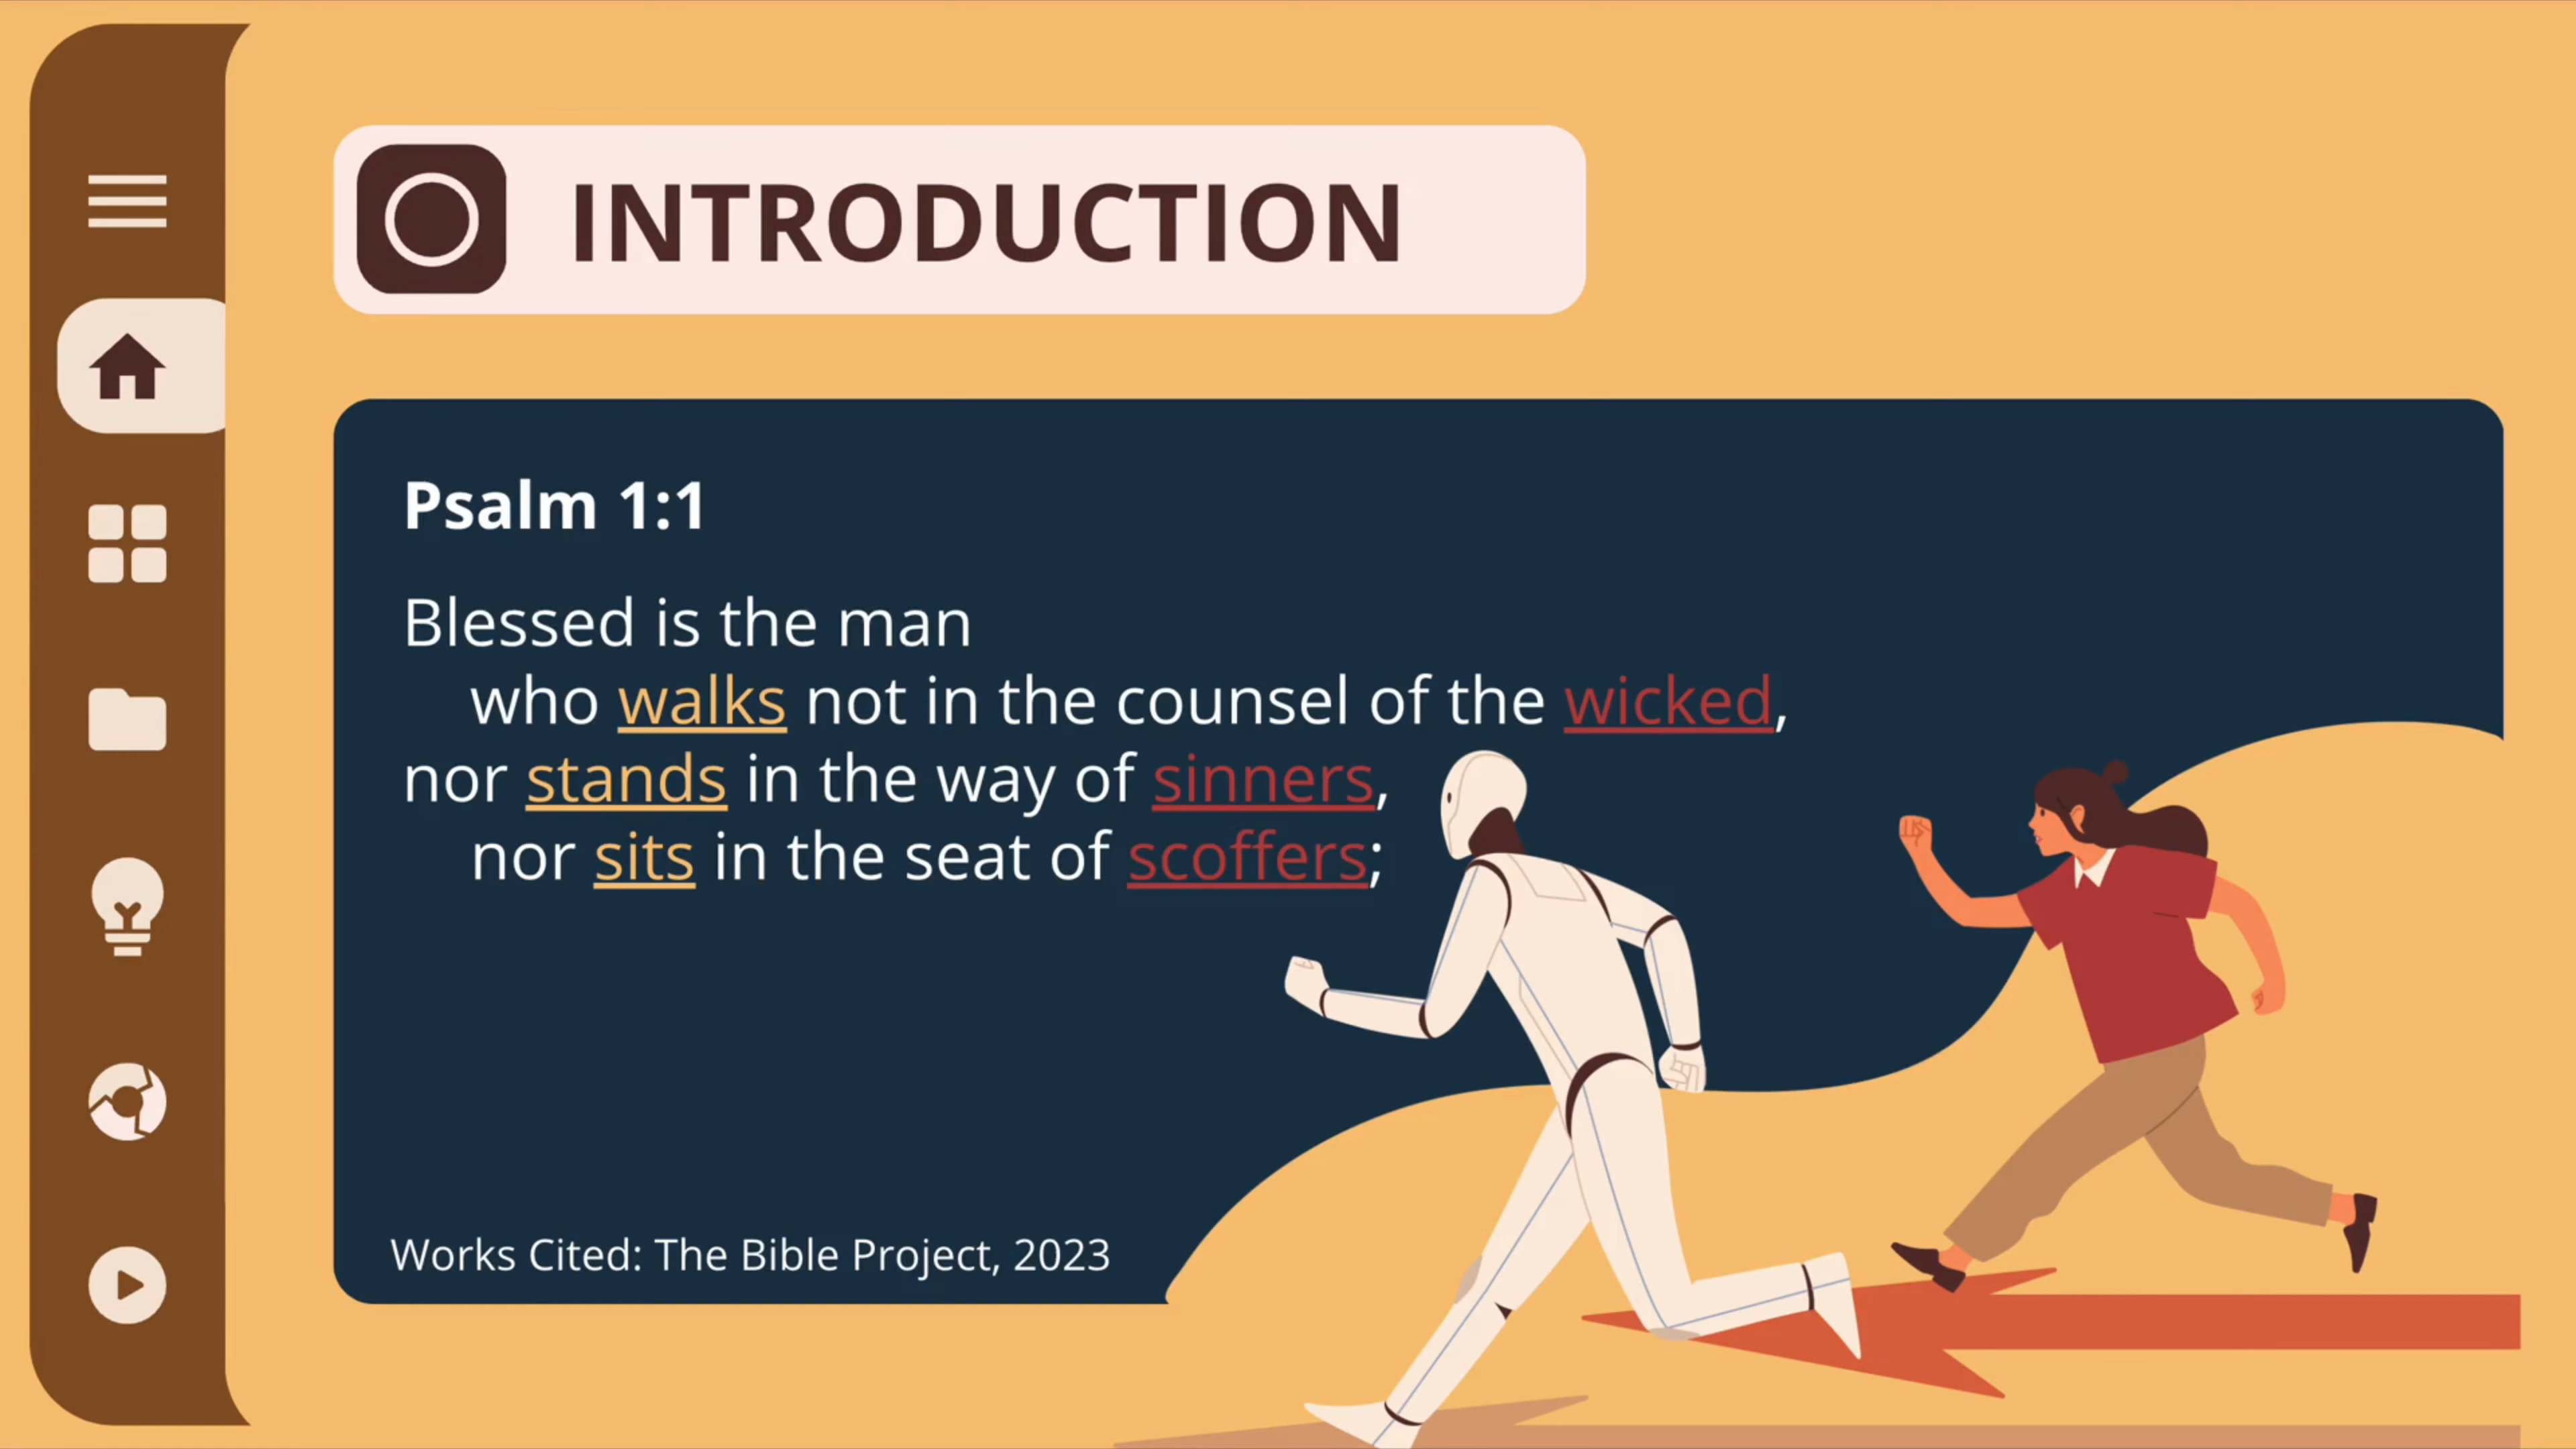 INTRODUCTION
Psalm 1:1
Blessed is the man
who walks not in the counsel of the wicked,
nor stands in the way of sinners,
nor sits in the seat of scoffers;
Works Cited: The Bible Project, 2023